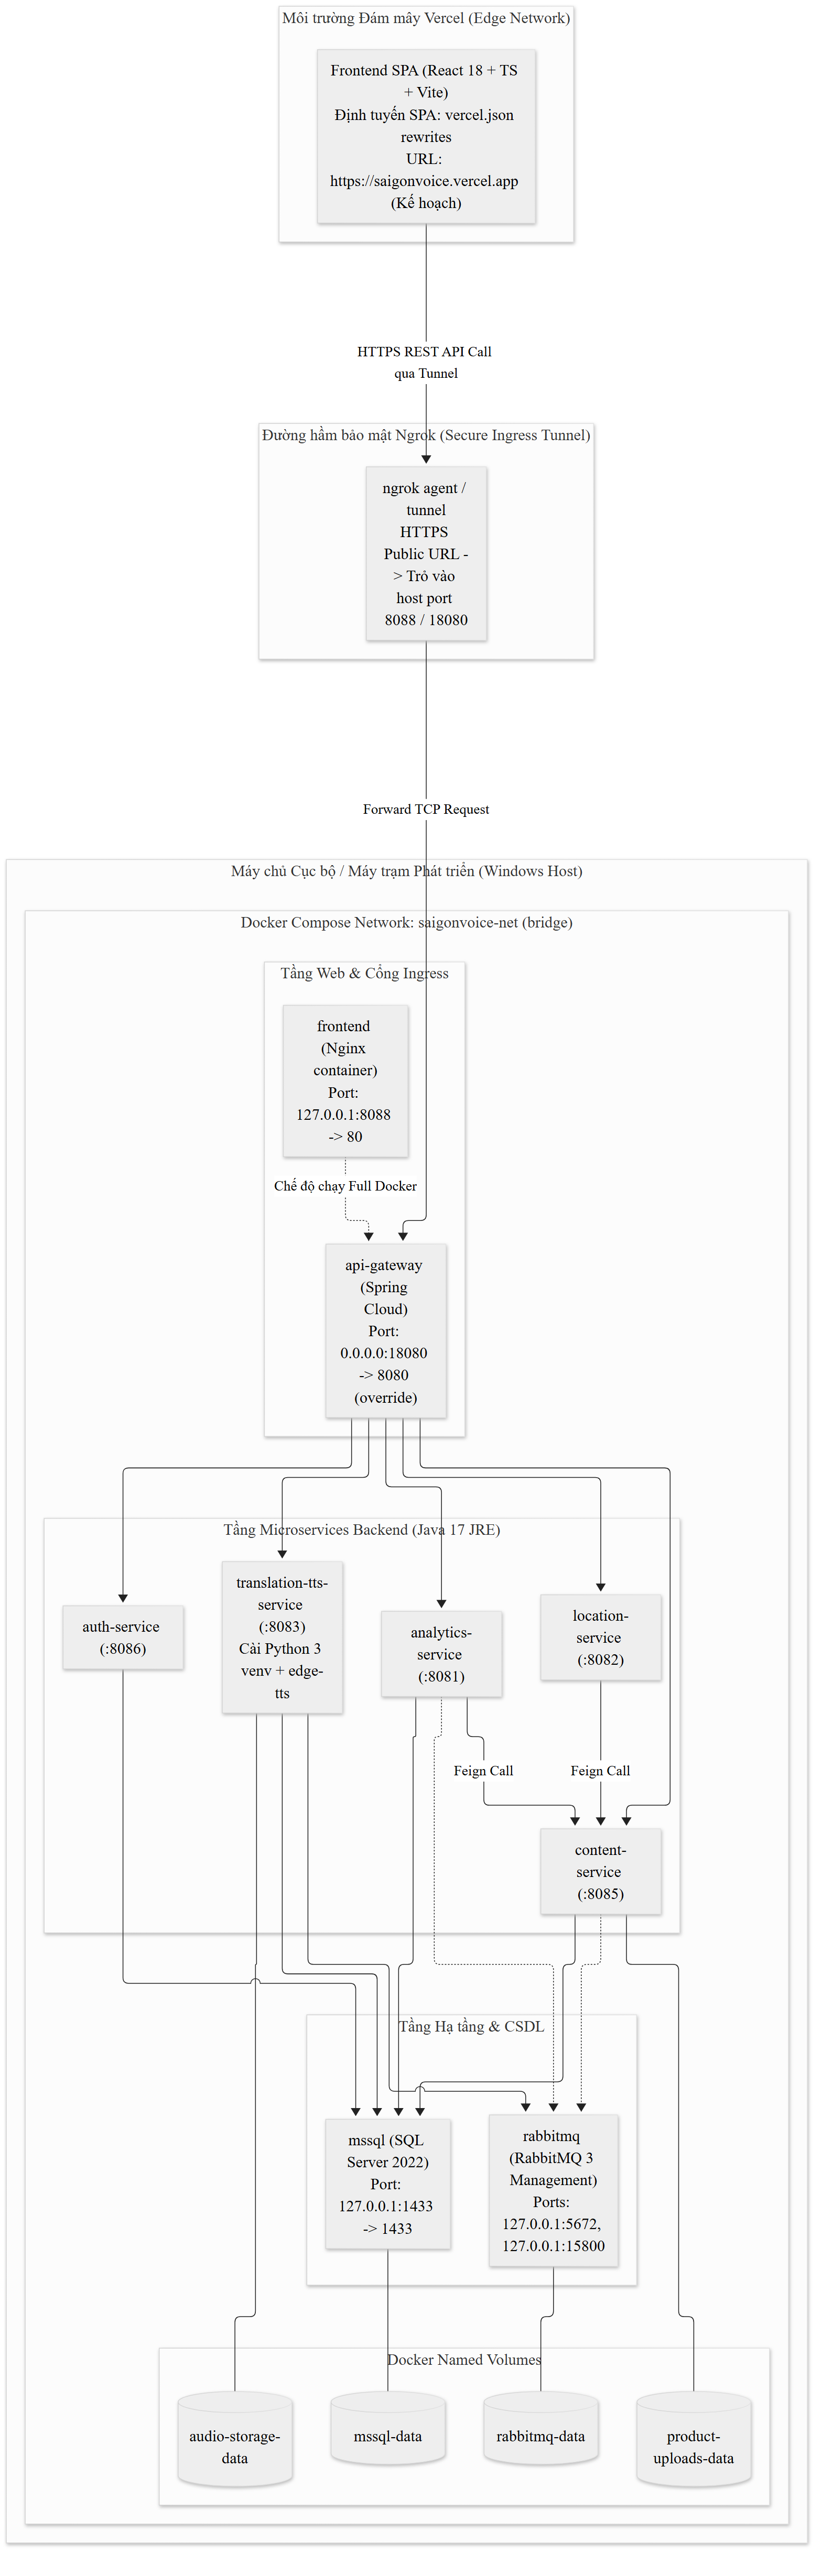 Môi trường Đám mây Vercel (Edge Network)
Frontend SPA (React 18 + TS
+ Vite)
Định tuyến SPA: vercel.json
rewrites
URL:
https://saigonvoice.vercel.app
(Kế hoạch)
HTTPS REST API Call
qua Tunnel
Đường hầm bảo mật Ngrok (Secure Ingress Tunnel)
ngrok agent /
tunnel
HTTPS
Public URL -
> Trỏ vào
host port
8088 / 18080
Forward TCP Request
Máy chủ Cục bộ / Máy trạm Phát triển (Windows Host)
Docker Compose Network: saigonvoice-net (bridge)
Tầng Web & Cổng Ingress
frontend
(Nginx
container)
Port:
127.0.0.1:8088
-> 80
Chế độ chạy Full Docker
api-gateway
(Spring
Cloud)
Port:
0.0.0.0:18080
-> 8080
(override)
Tầng Microservices Backend (Java 17 JRE)
auth-service
(:8086)
translation-tts-
service
(:8083)
Cài Python 3
venv + edge-
tts
analytics-
service
(:8081)
location-
service
(:8082)
Feign Call
Feign Call
content-
service
(:8085)
Tầng Hạ tầng & CSDL
mssql (SQL
Server 2022)
Port:
127.0.0.1:1433
-> 1433
rabbitmq
(RabbitMQ 3
Management)
Ports:
127.0.0.1:5672,
127.0.0.1:15800
Docker Named Volumes
audio-storage-
data
mssql-data
rabbitmq-data
product-
uploads-data